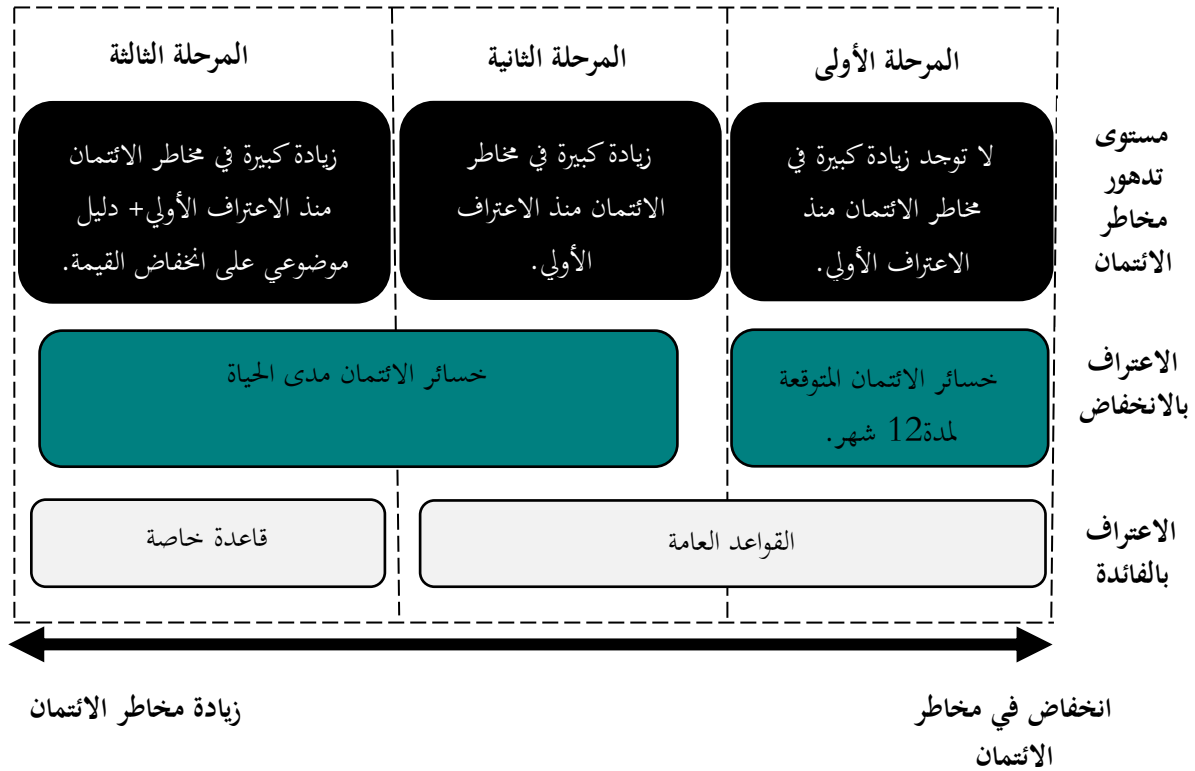 المرحلة الأولى
المرحلة الثانية
المرحلة الثالثة
مستوى
تدهور
مخاطر
الائتمان
لا توجد زيادة كبيرة في
مخاطر الائتمان منذ
الاعتراف الأولي.
زيادة كبيرة في مخاطر
الائتمان منذ الاعتراف
الأولي.
زيادة كبيرة في مخاطر الائتمان
منذ الاعتراف الأولي+ دليل
موضوعي على انخفاض القيمة.
الاعتراف
بالانخفاض
خسائر الائتمان المتوقعة
لمدة12 شهر.
خسائر الائتمان مدى الحياة
الاعتراف
بالفائدة
القواعد العامة
قاعدة خاصة
انخفاض في مخاطر
الائتمان
زيادة مخاطر الائتمان